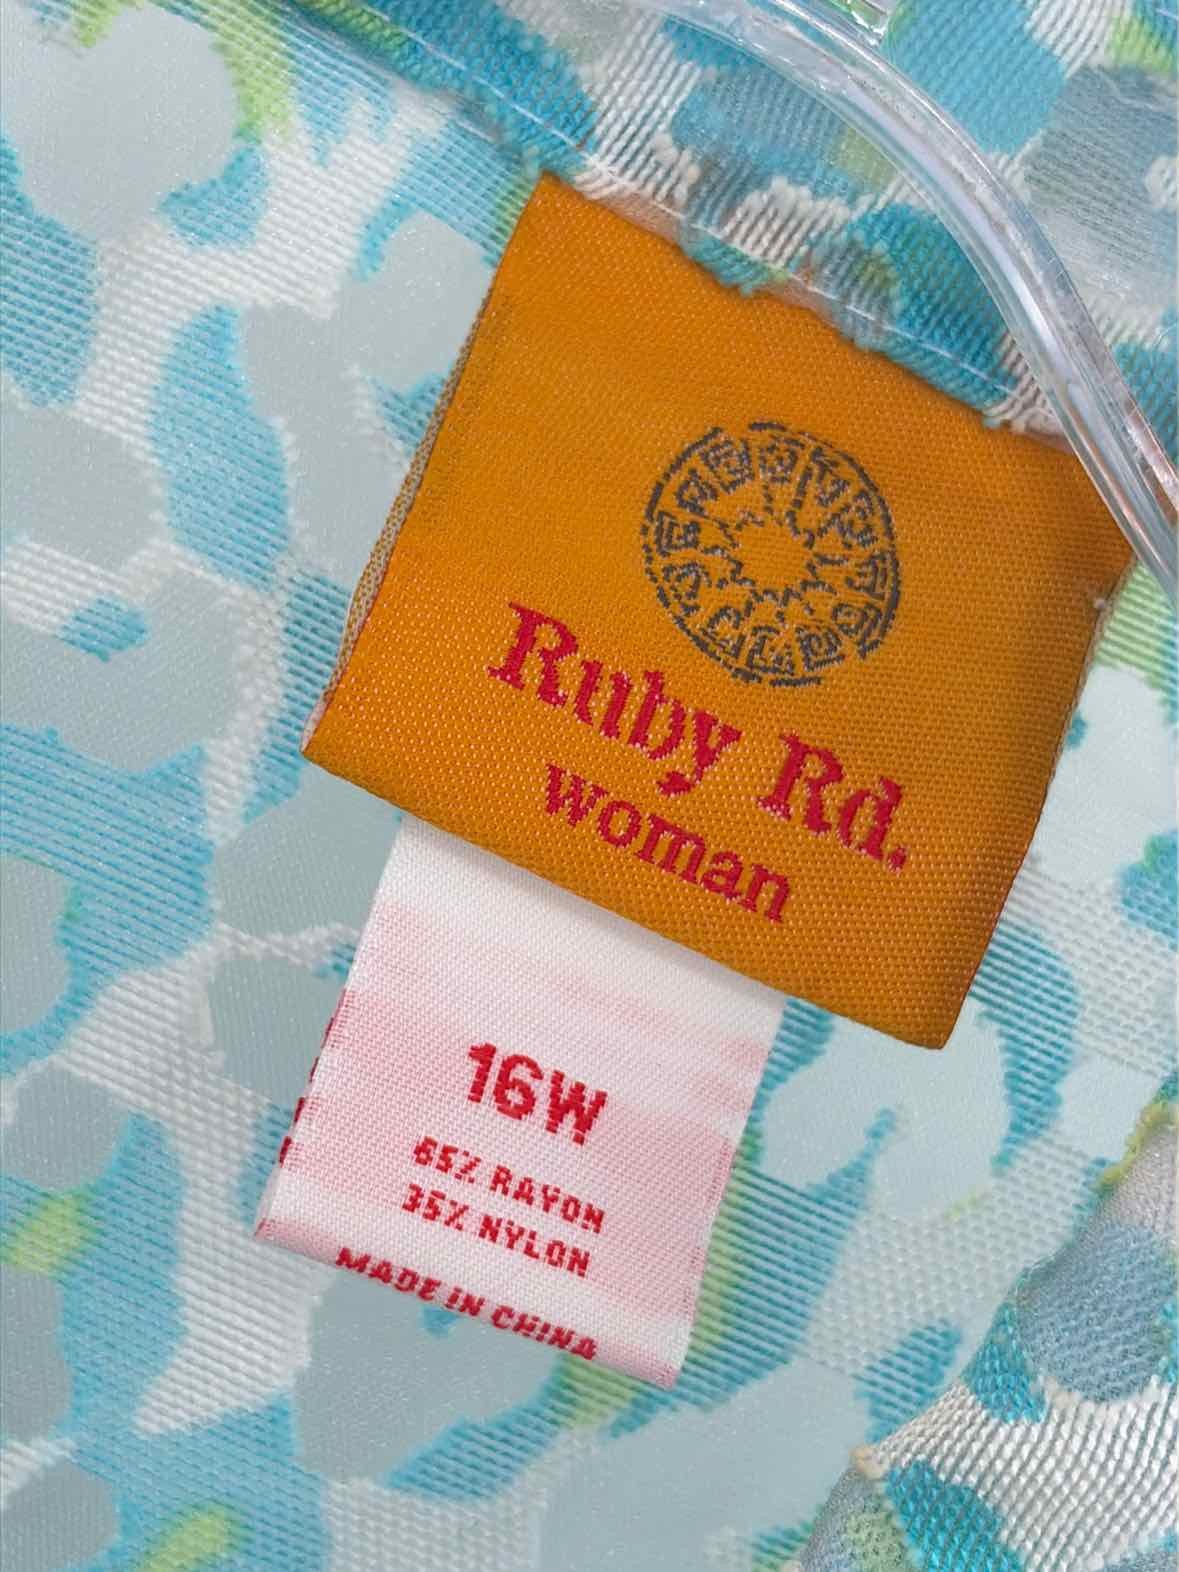 Ruby Rd.
woman
16W
65% RAYON
35% NYLON
MADE IN CHINA